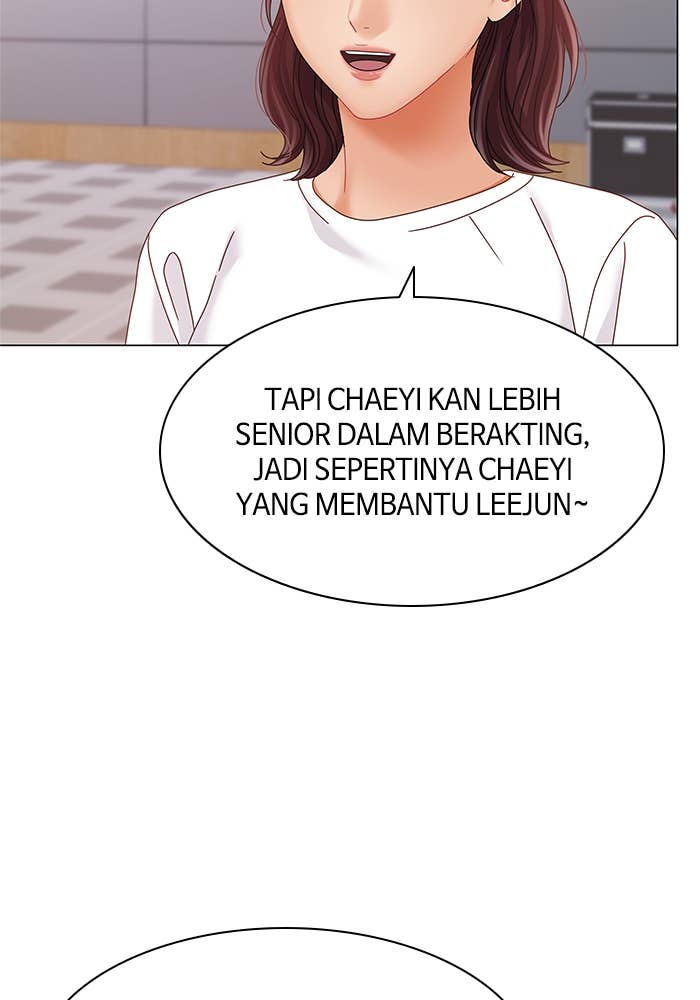 TAPI CHAEYI KAN LEBIH
SENIOR DALAM BERAKTING,
JADI SEPERTINYA CHAEYI
YANG MEMBANTU LEEJUN~